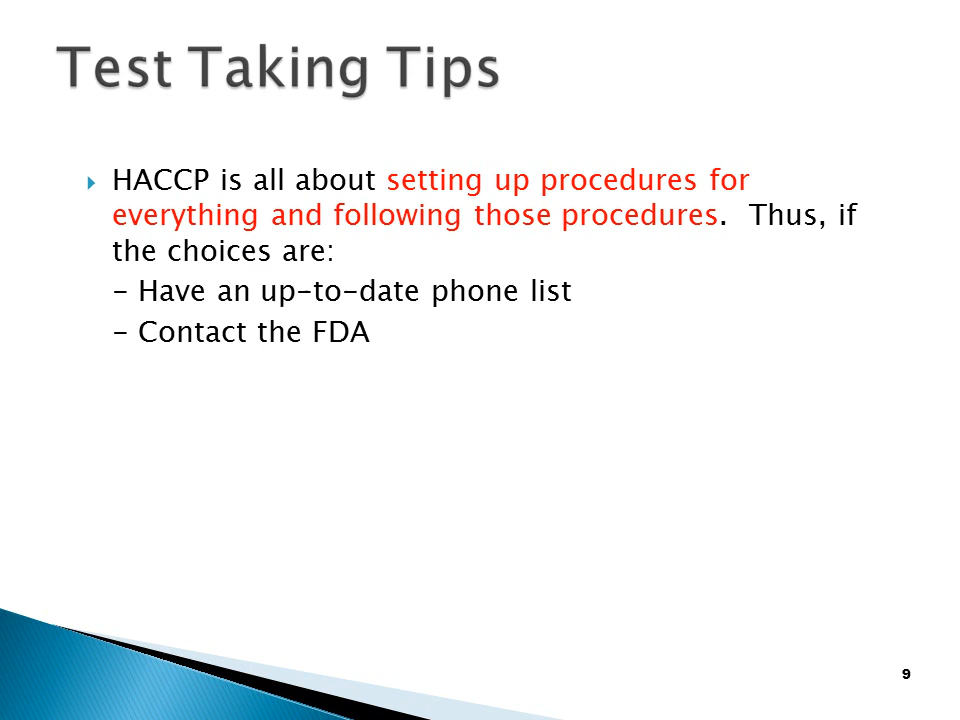 Test Taking Tips
HACCP is all about setting up procedures for
everything and following those procedures.  Thus, if
the choices are:
- Have an up-to-date phone list
- Contact the FDA
9